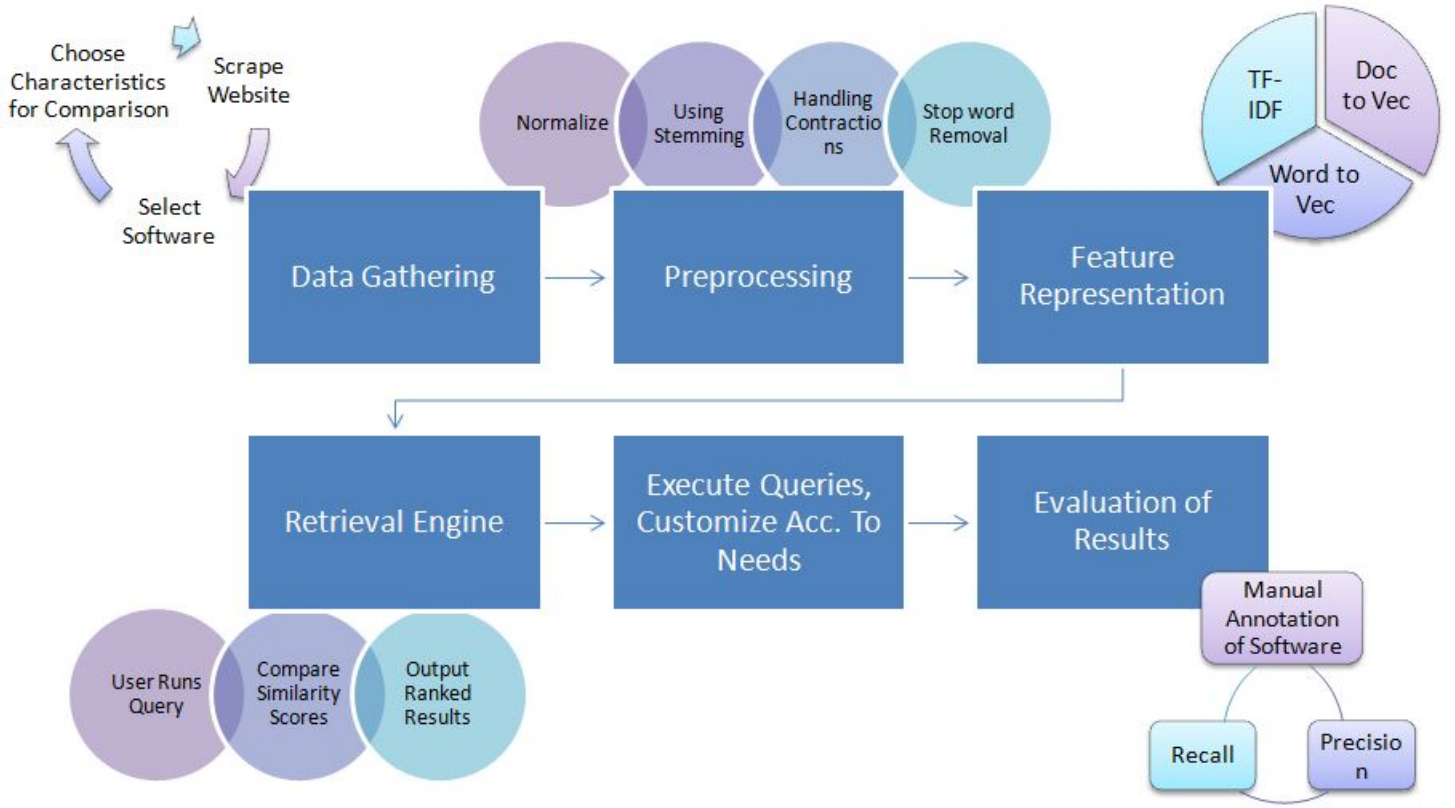 Choose
Characteristics
for Comparison
Scrape
Website
Select
Software
Normalize
Using
Stemming
Handling
Contractio
ns
Stop word
Removal
TF-
IDF
Doc
to Vec
Word to
Vec
Data Gathering
Preprocessing
Feature
Representation
Retrieval Engine
Execute Queries,
Customize Acc. To
Needs
Evaluation of
Results
User Runs
Query
Compare
Similarity
Scores
Output
Ranked
Results
Manual
Annotation
of Software
Recall
Precisio
n